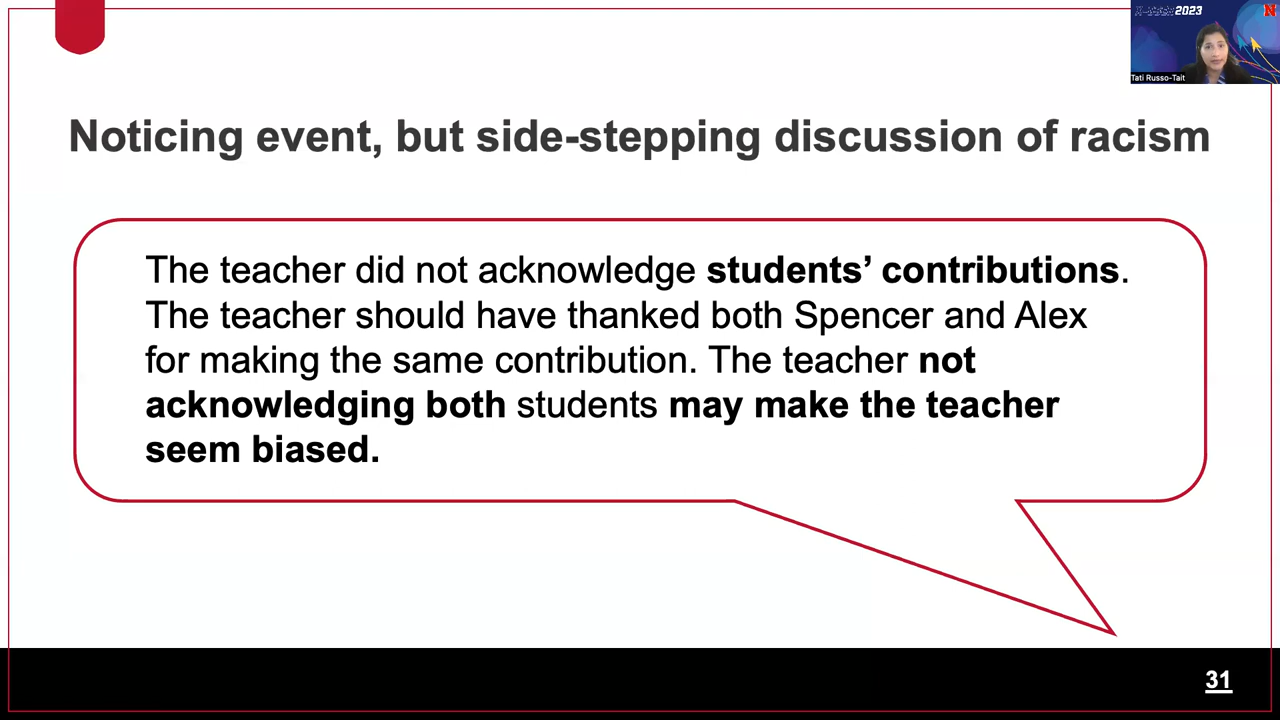 2023
N
Tati Russo-Tait
Noticing event, but side-stepping discussion of racism
The teacher did not acknowledge students’ contributions.
The teacher should have thanked both Spencer and Alex
for making the same contribution. The teacher not
acknowledging both students may make the teacher
seem biased.
31